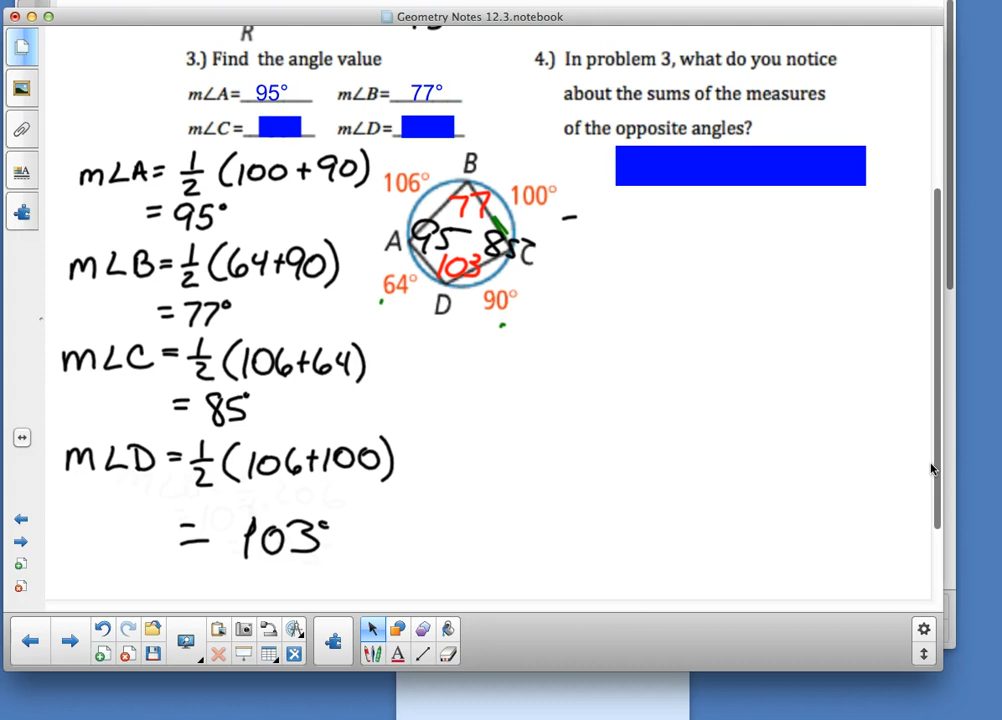 Geometry Notes 12.3.notebook
R
3.) Find the angle value
m∠A= 95° m∠B= 77°
m∠C= m∠D=
4.) In problem 3, what do you notice
about the sums of the measures
of the opposite angles?
m∠A = 1/2 (100+90)
= 95°
m∠B = 1/2 (64+90)
= 77°
m∠C = 1/2 (106+64)
= 85°
m∠D = 1/2 (106+100)
= 103°
B
106° 100°
77
A 95 85 C
103
64° 90°
D